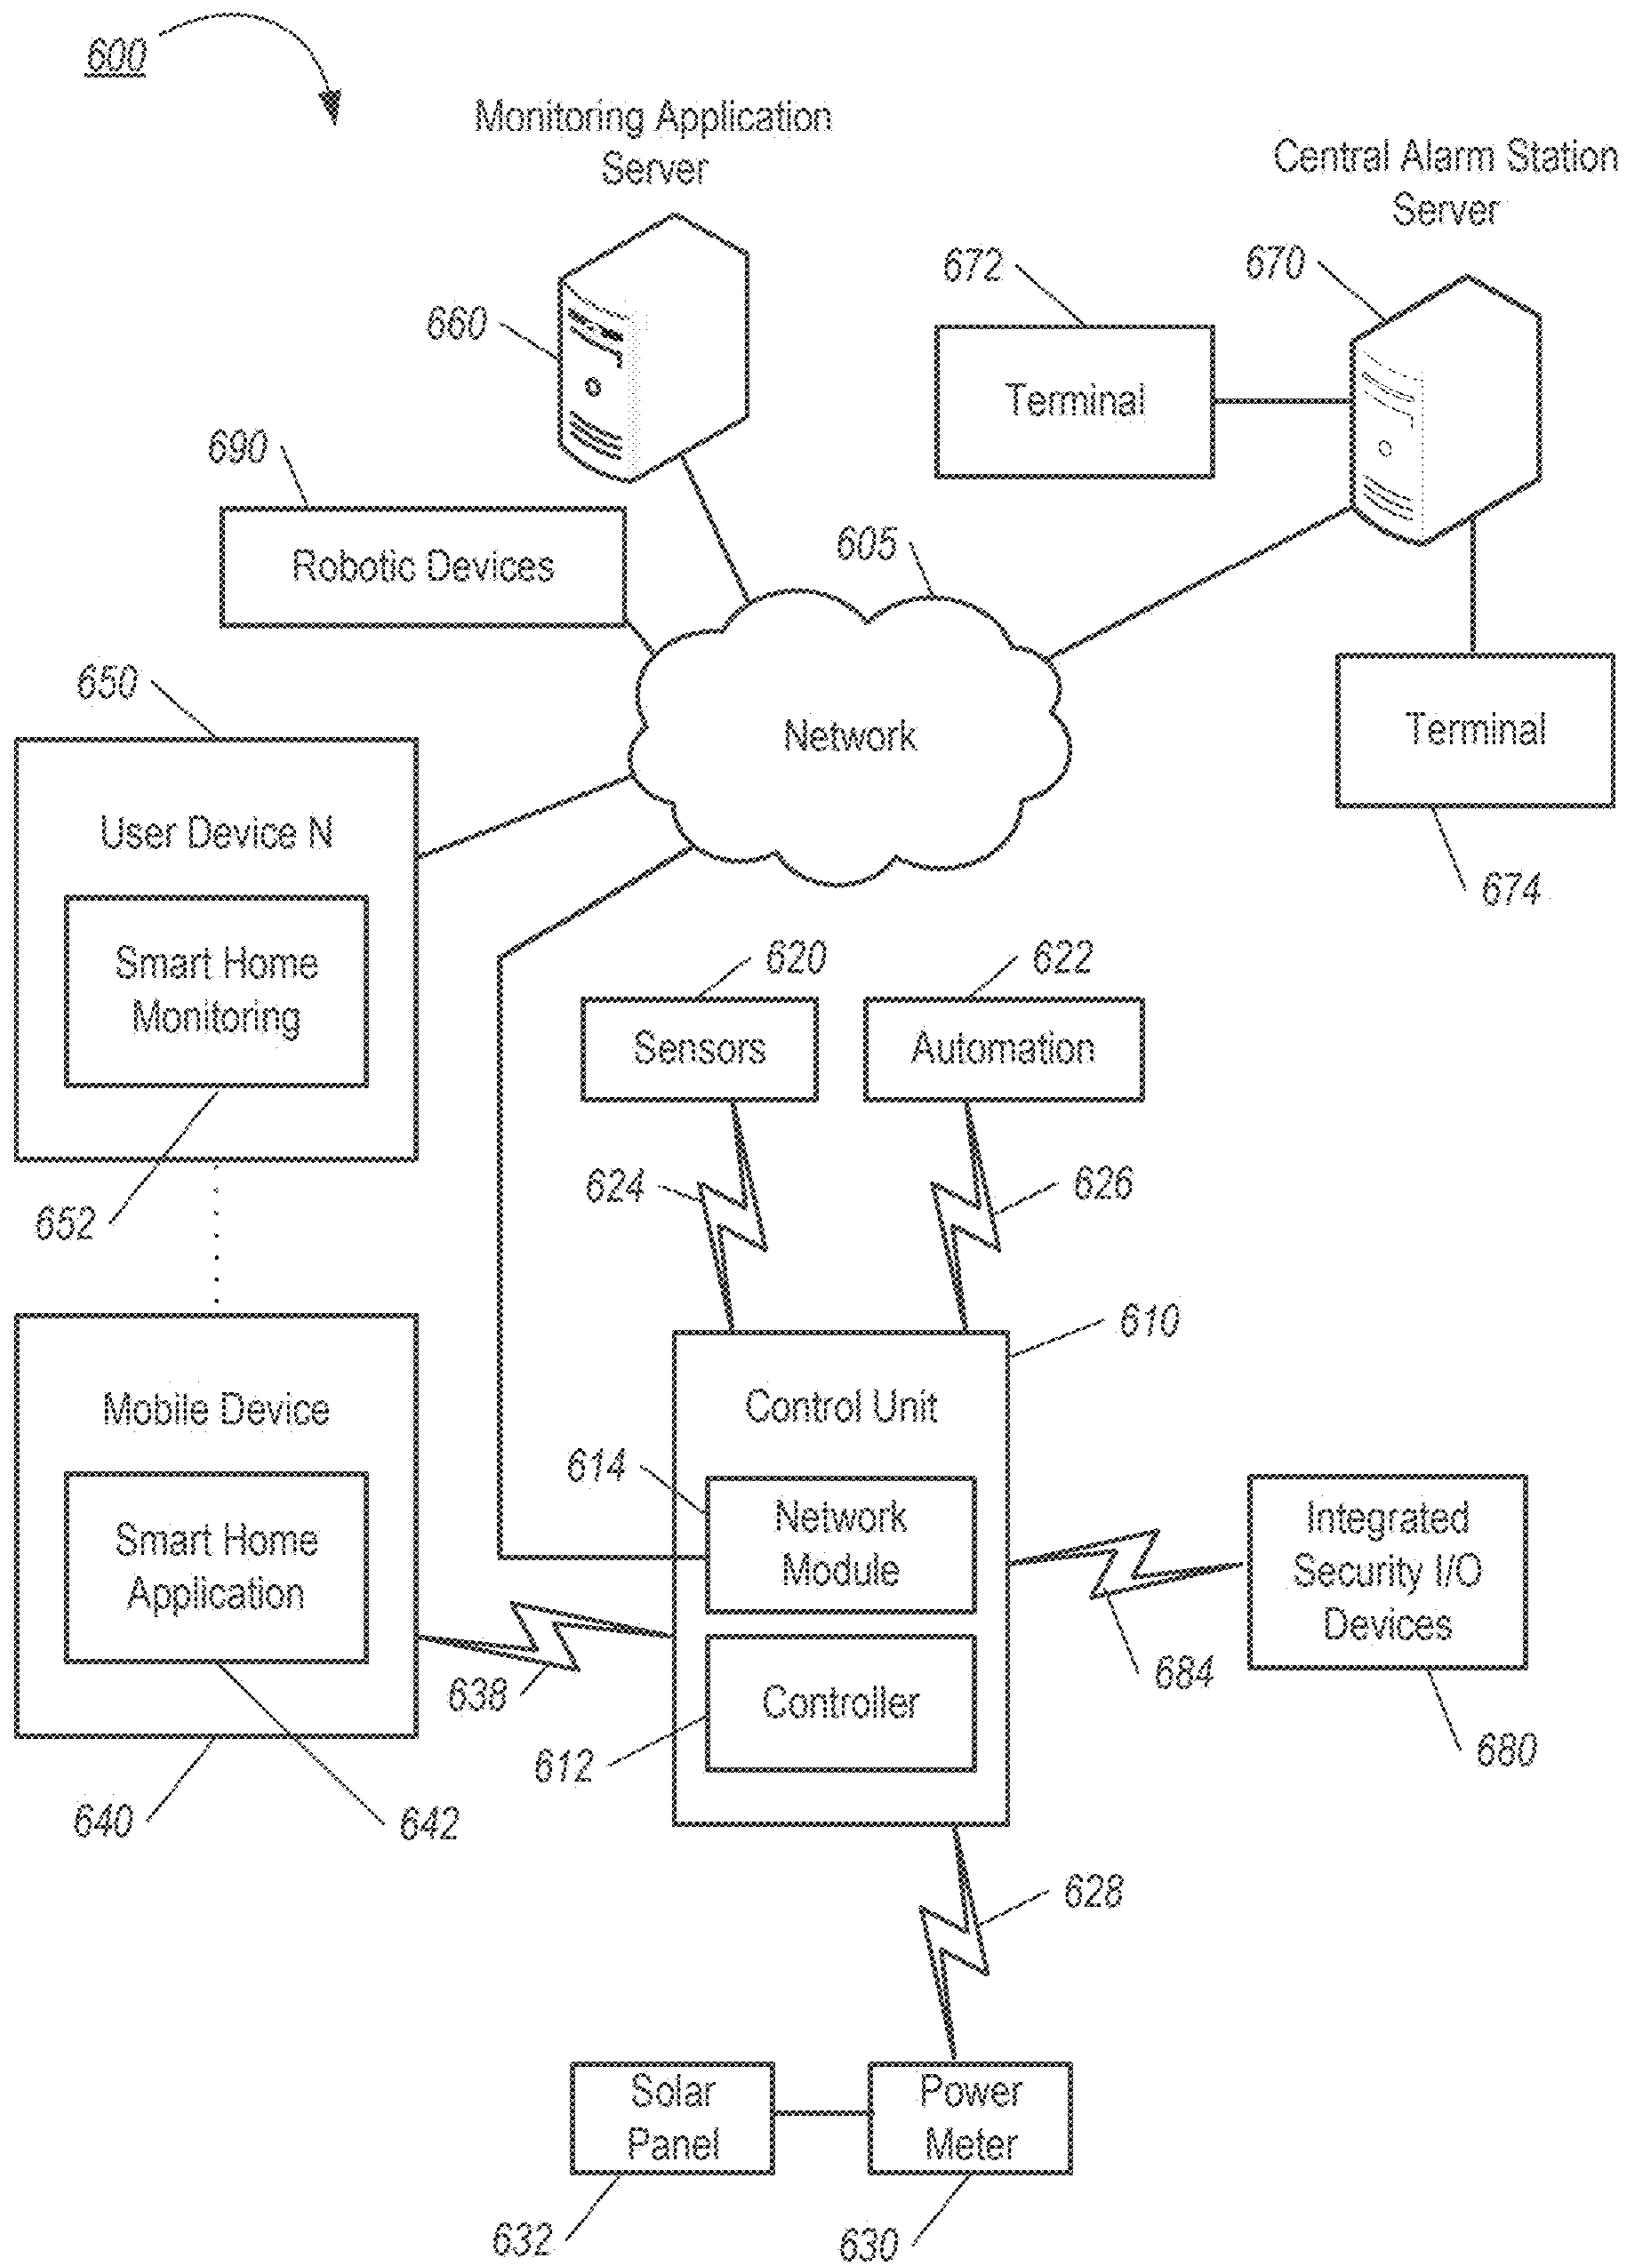 600
Monitoring Application
Server
Central Alarm Station
Server
660
672
670
Terminal
690
Robotic Devices
605
650
Network
Terminal
674
User Device N
Smart Home
Monitoring
652
620
622
Sensors
Automation
624
626
610
Mobile Device
Smart Home
Application
Control Unit
614
Network
Module
Integrated
Security I/O
Devices
638
684
Controller
612
680
640
642
628
Solar
Panel
Power
Meter
632
630